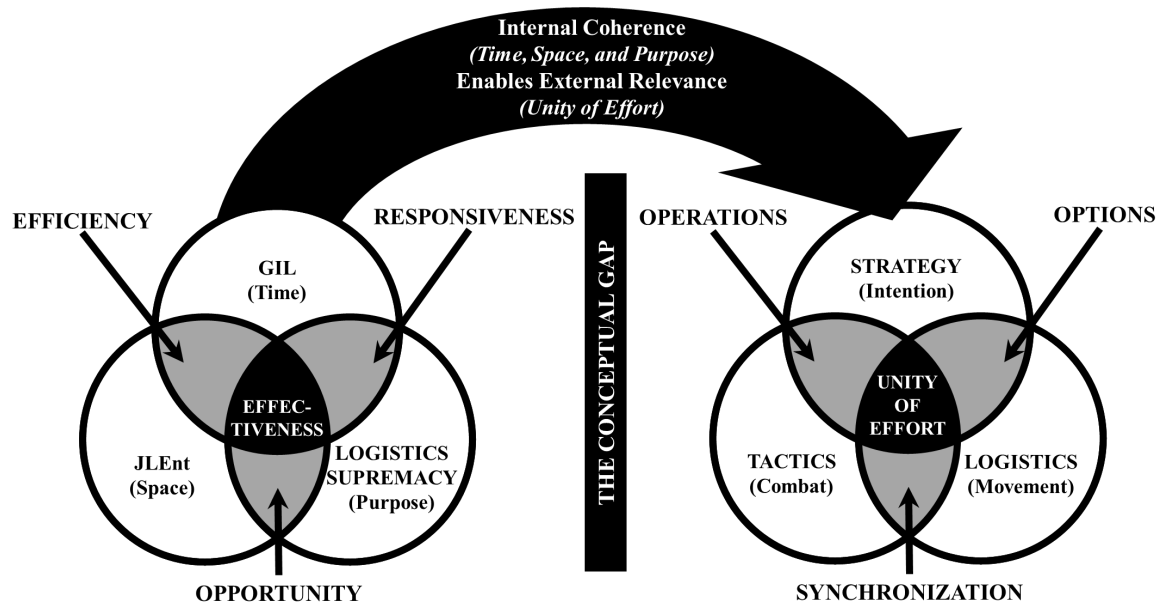 Internal Coherence
(Time, Space, and Purpose)
Enables External Relevance
(Unity of Effort)
EFFICIENCY
RESPONSIVENESS
GIL
(Time)
EFFEC-
TIVENESS
JLEnt
(Space)
LOGISTICS
SUPREMACY
(Purpose)
OPPORTUNITY
THE CONCEPTUAL GAP
OPERATIONS
OPTIONS
STRATEGY
(Intention)
UNITY
OF
EFFORT
TACTICS
(Combat)
LOGISTICS
(Movement)
SYNCHRONIZATION